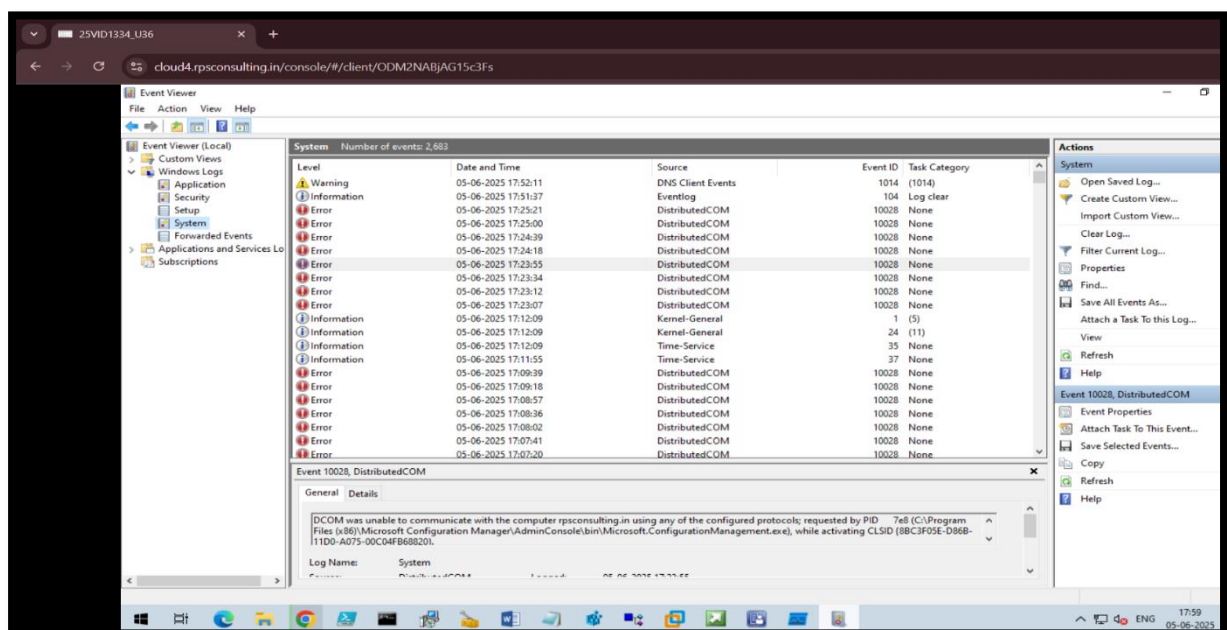 25VID1334_U36
cloud4.rpsconsulting.in/console/#/client/ODM2NABjAG15c3Fs
Event Viewer
File Action View Help
Event Viewer (Local)
Custom Views
Windows Logs
Application
Security
Setup
System
Forwarded Events
Applications and Services Lo
Subscriptions
System Number of events: 2,683
Level Date and Time Source Event ID Task Category
Warning 05-06-2025 17:52:11 DNS Client Events 1014 (1014)
Information 05-06-2025 17:51:37 Eventlog 104 Log clear
Error 05-06-2025 17:25:21 DistributedCOM 10028 None
Error 05-06-2025 17:25:00 DistributedCOM 10028 None
Error 05-06-2025 17:24:39 DistributedCOM 10028 None
Error 05-06-2025 17:24:18 DistributedCOM 10028 None
Error 05-06-2025 17:23:55 DistributedCOM 10028 None
Error 05-06-2025 17:23:34 DistributedCOM 10028 None
Error 05-06-2025 17:23:12 DistributedCOM 10028 None
Error 05-06-2025 17:23:07 DistributedCOM 10028 None
Information 05-06-2025 17:12:09 Kernel-General 1 (5)
Information 05-06-2025 17:12:09 Kernel-General 24 (11)
Information 05-06-2025 17:12:09 Time-Service 35 None
Information 05-06-2025 17:11:55 Time-Service 37 None
Error 05-06-2025 17:09:39 DistributedCOM 10028 None
Error 05-06-2025 17:09:18 DistributedCOM 10028 None
Error 05-06-2025 17:08:57 DistributedCOM 10028 None
Error 05-06-2025 17:08:36 DistributedCOM 10028 None
Error 05-06-2025 17:08:02 DistributedCOM 10028 None
Error 05-06-2025 17:07:41 DistributedCOM 10028 None
Error 05-06-2025 17:07:20 DistributedCOM 10028 None
Event 10028, DistributedCOM
General Details
DCOM was unable to communicate with the computer rpsconsulting.in using any of the configured protocols; requested by PID 7e8 (C:\Program
Files (x86)\Microsoft Configuration Manager\AdminConsole\bin\Microsoft.ConfigurationManagement.exe), while activating CLSID {8BC3F05E-D86B-
11D0-A075-00C04FB68820}.
Log Name: System
Actions
System
Open Saved Log...
Create Custom View...
Import Custom View...
Clear Log...
Filter Current Log...
Properties
Find...
Save All Events As...
Attach a Task To this Log...
View
Refresh
Help
Event 10028, DistributedCOM
Event Properties
Attach Task To This Event...
Save Selected Events...
Copy
Refresh
Help
ENG
17:59
05-06-2025